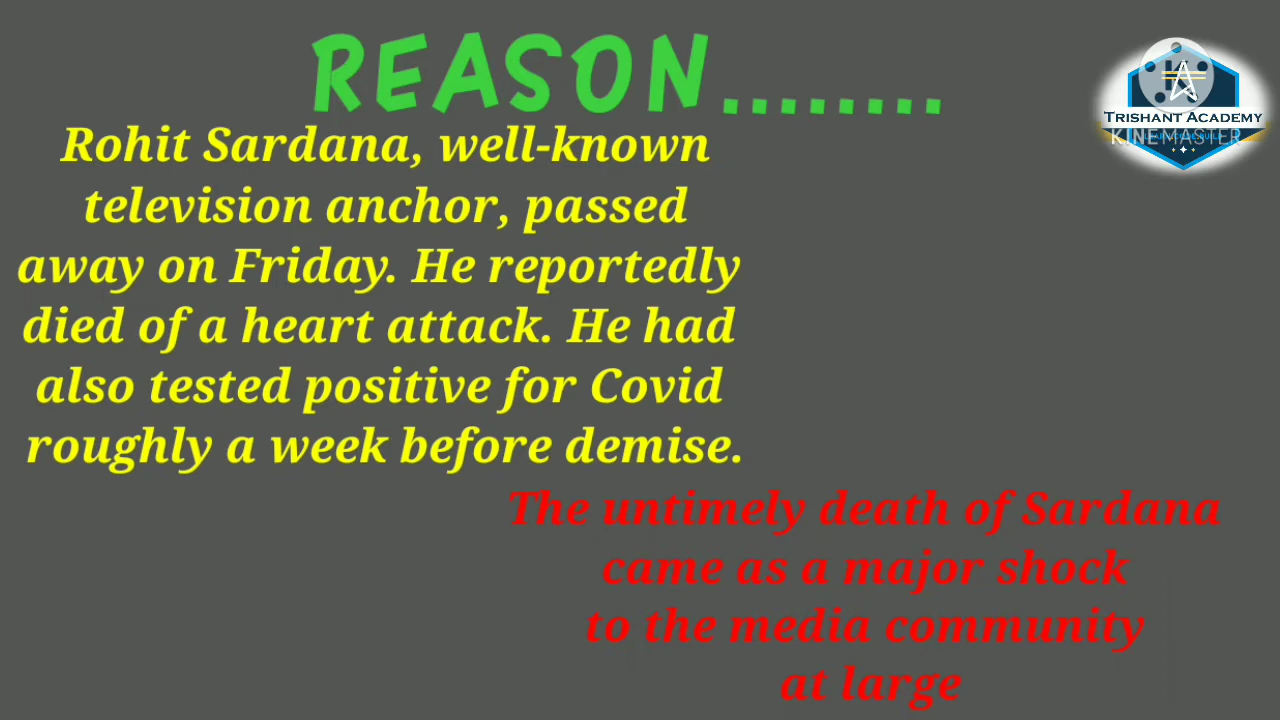 REASON........
Rohit Sardana, well-known
television anchor, passed
away on Friday. He reportedly
died of a heart attack. He had
also tested positive for Covid
roughly a week before demise.
The untimely death of Sardana
came as a major shock
to the media community
at large
TRISHANT ACADEMY
KINEMASTER